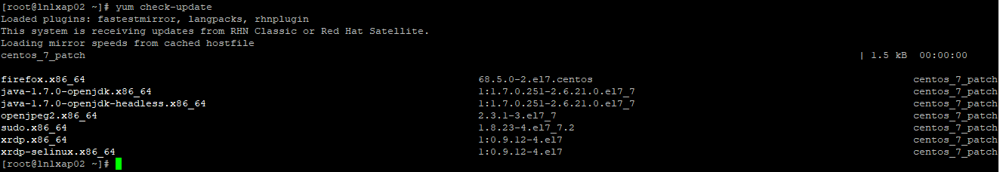 [root@lnlxap02 ~]# yum check-update
Loaded plugins: fastestmirror, langpacks, rhnplugin
This system is receiving updates from RHN Classic or Red Hat Satellite.
Loading mirror speeds from cached hostfile
centos_7_patch | 1.5 kB 00:00:00
firefox.x86_64 68.5.0-2.el7.centos centos_7_patch
java-1.7.0-openjdk.x86_64 1:1.7.0.251-2.6.21.0.el7_7 centos_7_patch
java-1.7.0-openjdk-headless.x86_64 1:1.7.0.251-2.6.21.0.el7_7 centos_7_patch
openjpeg2.x86_64 2.3.1-3.el7_7 centos_7_patch
sudo.x86_64 1.8.23-4.el7_7.2 centos_7_patch
xrdp.x86_64 1:0.9.12-4.el7 centos_7_patch
xrdp-selinux.x86_64 1:0.9.12-4.el7 centos_7_patch
[root@lnlxap02 ~]#